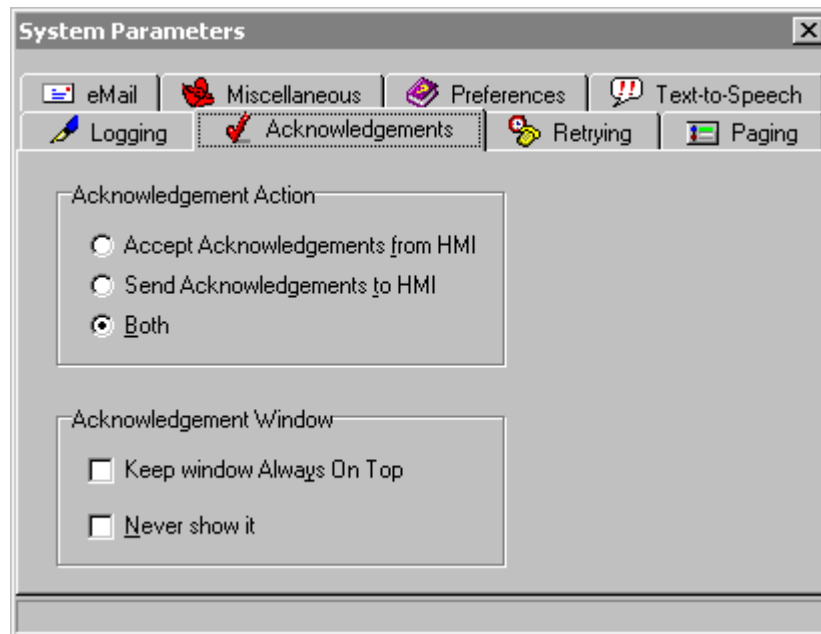 System Parameters
eMail Miscellaneous Preferences Text-to-Speech
Logging Acknowledgements Retrying Paging
Acknowledgement Action
Accept Acknowledgements from HMI
Send Acknowledgements to HMI
Both
Acknowledgement Window
Keep window Always On Top
Never show it